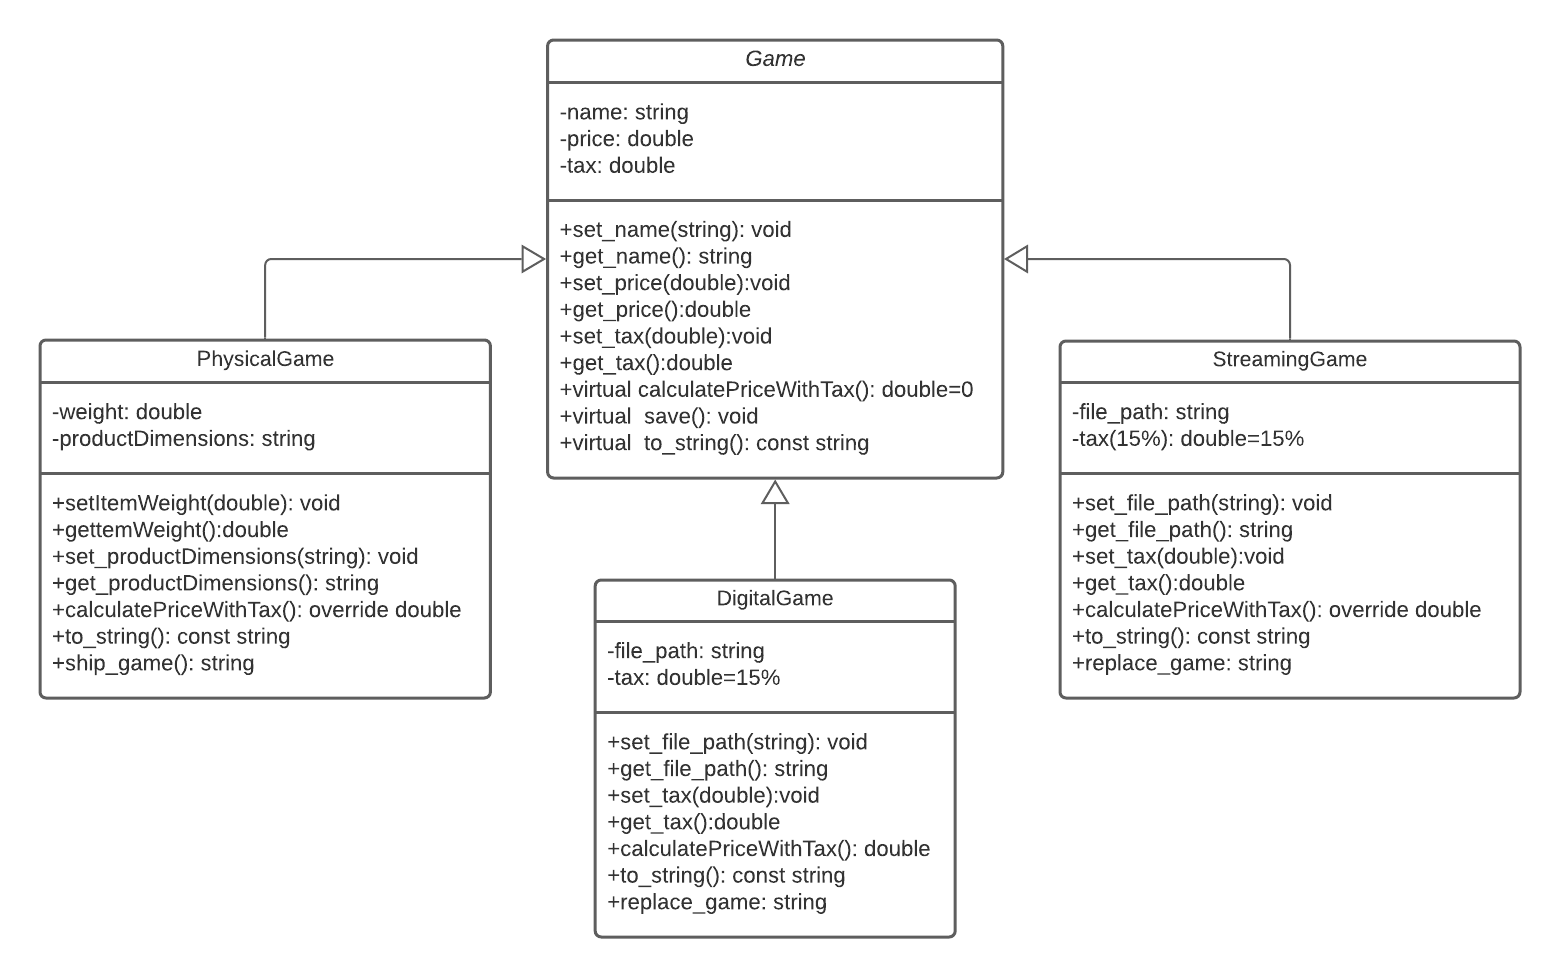 Game
-name: string
-price: double
-tax: double
+set_name(string): void
+get_name(): string
+set_price(double):void
+get_price():double
+set_tax(double):void
+get_tax():double
+virtual calculatePriceWithTax(): double=0
+virtual  save(): void
+virtual  to_string(): const string
PhysicalGame
-weight: double
-productDimensions: string
+setItemWeight(double): void
+gettemWeight():double
+set_productDimensions(string): void
+get_productDimensions(): string
+calculatePriceWithTax(): override double
+to_string(): const string
+ship_game(): string
DigitalGame
-file_path: string
-tax: double=15%
+set_file_path(string): void
+get_file_path(): string
+set_tax(double):void
+get_tax():double
+calculatePriceWithTax(): double
+to_string(): const string
+replace_game: string
StreamingGame
-file_path: string
-tax(15%): double=15%
+set_file_path(string): void
+get_file_path(): string
+set_tax(double):void
+get_tax():double
+calculatePriceWithTax(): override double
+to_string(): const string
+replace_game: string